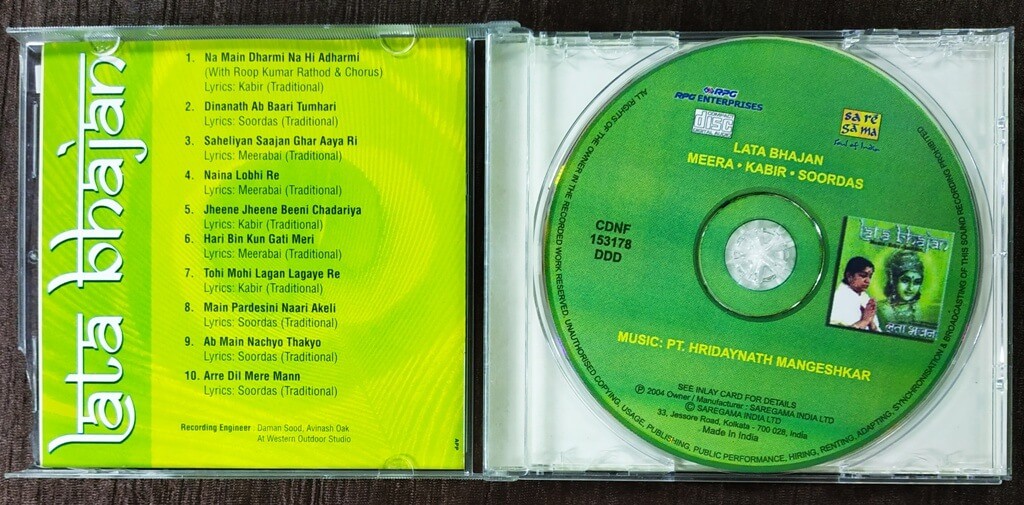 lata bhajan
1. Na Main Dharmi Na Hi Adharmi
(With Roop Kumar Rathod & Chorus)
Lyrics: Kabir (Traditional)
2. Dinanath Ab Baari Tumhari
Lyrics: Soordas (Traditional)
3. Saheliyan Saajan Ghar Aaya Ri
Lyrics: Meerabai (Traditional)
4. Naina Lobhi Re
Lyrics: Meerabai (Traditional)
5. Jheene Jheene Beeni Chadariya
Lyrics: Kabir (Traditional)
6. Hari Bin Kun Gati Meri
Lyrics: Meerabai (Traditional)
7. Tohi Mohi Lagan Lagaye Re
Lyrics: Kabir (Traditional)
8. Main Pardesini Naari Akeli
Lyrics: Soordas (Traditional)
9. Ab Main Nachyo Thakyo
Lyrics: Soordas (Traditional)
10. Arre Dil Mere Mann
Lyrics: Soordas (Traditional)
Recording Engineer : Daman Sood, Avinash Oak
At Western Outdoor Studio
APP
RPG
RPG ENTERPRISES
COMPACT
disc
DIGITAL AUDIO
sa re
ga ma
Soul of India
LATA BHAJAN
MEERA • KABIR • SOORDAS
CDNF
153178
DDD
lata bhajan
लता भजन
MUSIC: PT. HRIDAYNATH MANGESHKAR
SEE INLAY CARD FOR DETAILS
Ⓟ 2004 Owner / Manufacturer : SAREGAMA INDIA LTD
© SAREGAMA INDIA LTD
33, Jessore Road, Kolkata - 700 028, India
Made in India
ALL RIGHTS OF THE OWNER IN THE RECORDED WORK RESERVED. UNAUTHORISED COPYING, USAGE, PUBLISHING, PUBLIC PERFORMANCE, HIRING, RENTING, ADAPTING, SYNCHRONISATION & BROADCASTING OF THIS SOUND RECORDING PROHIBITED